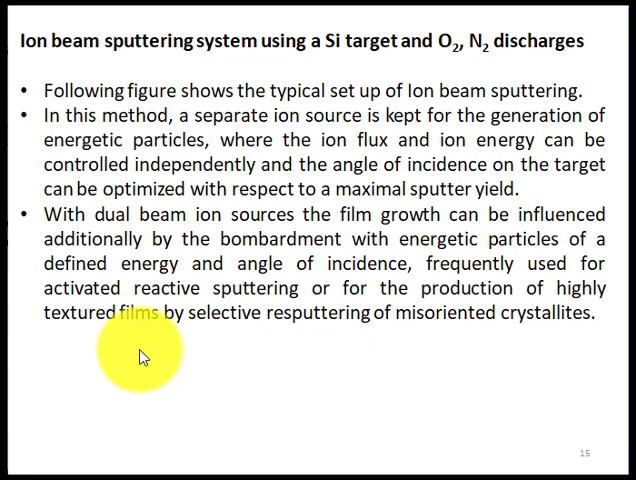 Ion beam sputtering system using a Si target and O2, N2 discharges
• Following figure shows the typical set up of Ion beam sputtering.
• In this method, a separate ion source is kept for the generation of
energetic particles, where the ion flux and ion energy can be
controlled independently and the angle of incidence on the target
can be optimized with respect to a maximal sputter yield.
• With dual beam ion sources the film growth can be influenced
additionally by the bombardment with energetic particles of a
defined energy and angle of incidence, frequently used for
activated reactive sputtering or for the production of highly
textured films by selective resputtering of misoriented crystallites.
15